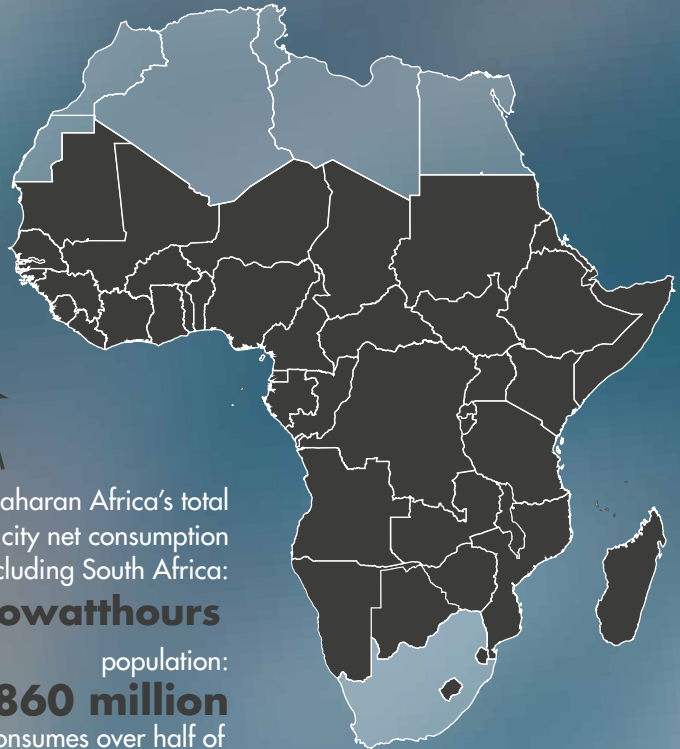 aharan Africa's total
city net consumption
cluding South Africa:
owatthours
population:
860 million
onsumes over half of